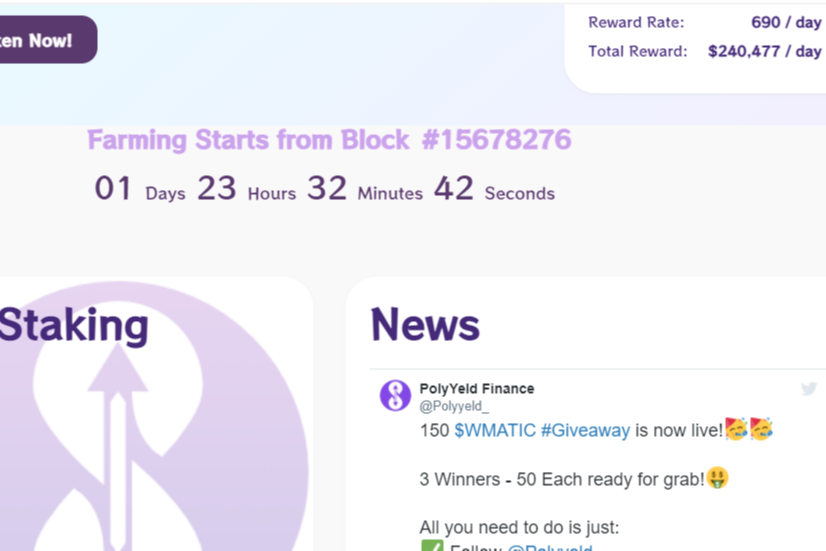 en Now!
Reward Rate: 690 / day
Total Reward: $240,477 / day
Farming Starts from Block #15678276
01 Days 23 Hours 32 Minutes 42 Seconds
Staking
News
PolyYeld Finance
@Polyyeld_
150 $WMATIC #Giveaway is now live!🥳🥳
3 Winners - 50 Each ready for grab!🤑
All you need to do is just:
✅ Follow @Polyyeld_